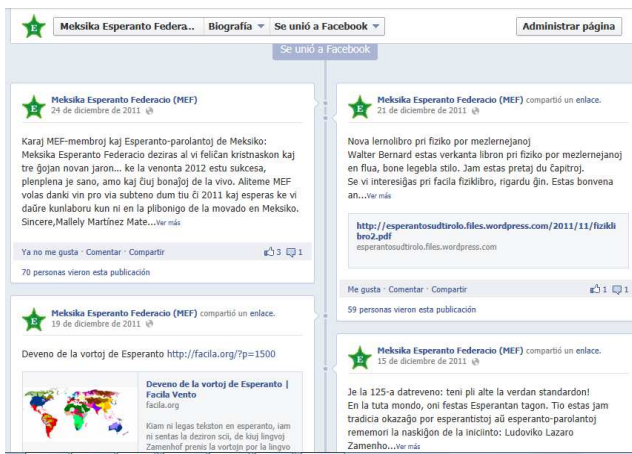 Meksika Esperanto Federa...
Biografía
Se unió a Facebook
Administrar página
Se unió a Facebook
Meksika Esperanto Federacio (MEF)
24 de diciembre de 2011
Karaj MEF-membroj kaj Esperanto-parolantoj de Meksiko:
Meksika Esperanto Federacio deziras al vi feliĉan kristnaskon kaj
tre ĝojan novan jaron... ke la venonta 2012 estu sukcesa,
plenplena je sano, amo kaj ĉiuj bonaĵoj de la vivo. Aliteme MEF
volas danki vin pro via subteno dum tiu ĉi 2011 kaj esperas ke vi
daŭre kunlaboru kun ni en la plibonigo de la movado en Meksiko.
Sincere,Mallely Martínez Mate...Ver más
Ya no me gusta · Comentar · Compartir
3 1
70 personas vieron esta publicación
Meksika Esperanto Federacio (MEF) compartió un enlace.
19 de diciembre de 2011
Deveno de la vortoj de Esperanto http://facila.org/?p=1500
Deveno de la vortoj de Esperanto |
Facila Vento
facila.org
Kiam ni legas tekston en esperanto, iam
ni sentas la deziron scii, de kiuj lingvoj
Zamenhof prenis la vortojn por la lingvo
Meksika Esperanto Federacio (MEF) compartió un enlace.
21 de diciembre de 2011
Nova lernolibro pri fiziko por mezlernejanoj
Walter Bernard estas verkanta libron pri fiziko por mezlernejanoj
en flua, bone legebla stilo. Jam estas pretaj du ĉapitroj.
Se vi interesiĝas pri facila fiziklibro, rigardu ĝin. Estas bonvena
an...Ver más
http://esperantosudtirolo.files.wordpress.com/2011/11/fizikli
bro2.pdf
esperantosudtirolo.files.wordpress.com
Me gusta · Comentar · Compartir
1 1
59 personas vieron esta publicación
Meksika Esperanto Federacio (MEF) compartió un enlace.
15 de diciembre de 2011
Je la 125-a datreveno: teni pli alte la verdan standardon!
En la tuta mondo, oni festas Esperantan tagon. Tio estas jam
tradicia okazaĵo por esperantistoj aŭ esperanto-parolantoj
rememori la naskiĝon de la iniciinto: Ludoviko Lazaro
Zamenho...Ver más